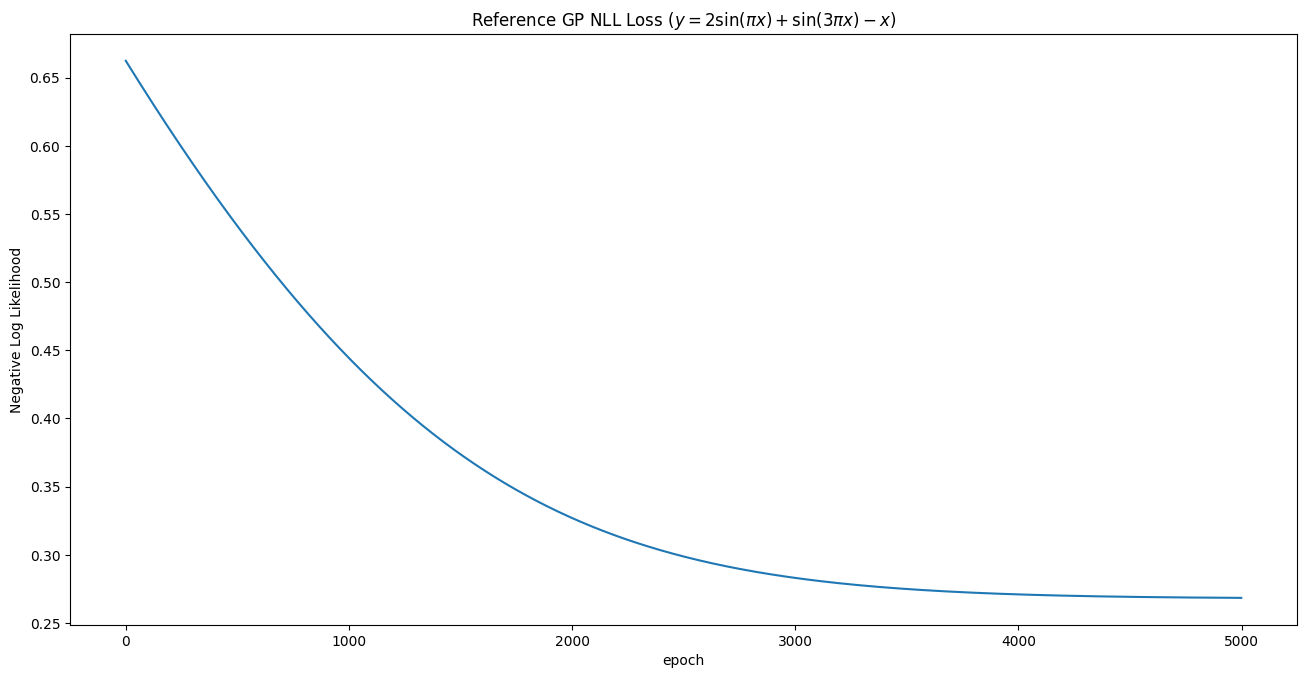 Reference GP NLL Loss (y = 2sin(πx) + sin(3πx) − x)
0.65
0.60
0.55
0.50
0.45
0.40
0.35
0.30
0.25
Negative Log Likelihood
0 1000 2000 3000 4000 5000
epoch